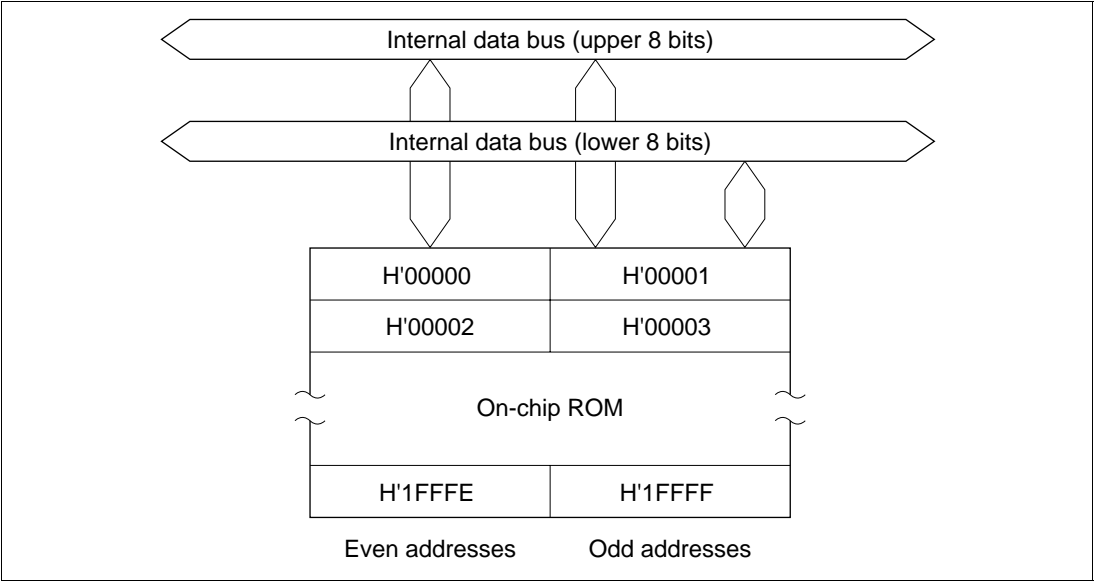 Internal data bus (upper 8 bits)
Internal data bus (lower 8 bits)
H'00000 H'00001
H'00002 H'00003
On-chip ROM
H'1FFFE H'1FFFF
Even addresses Odd addresses